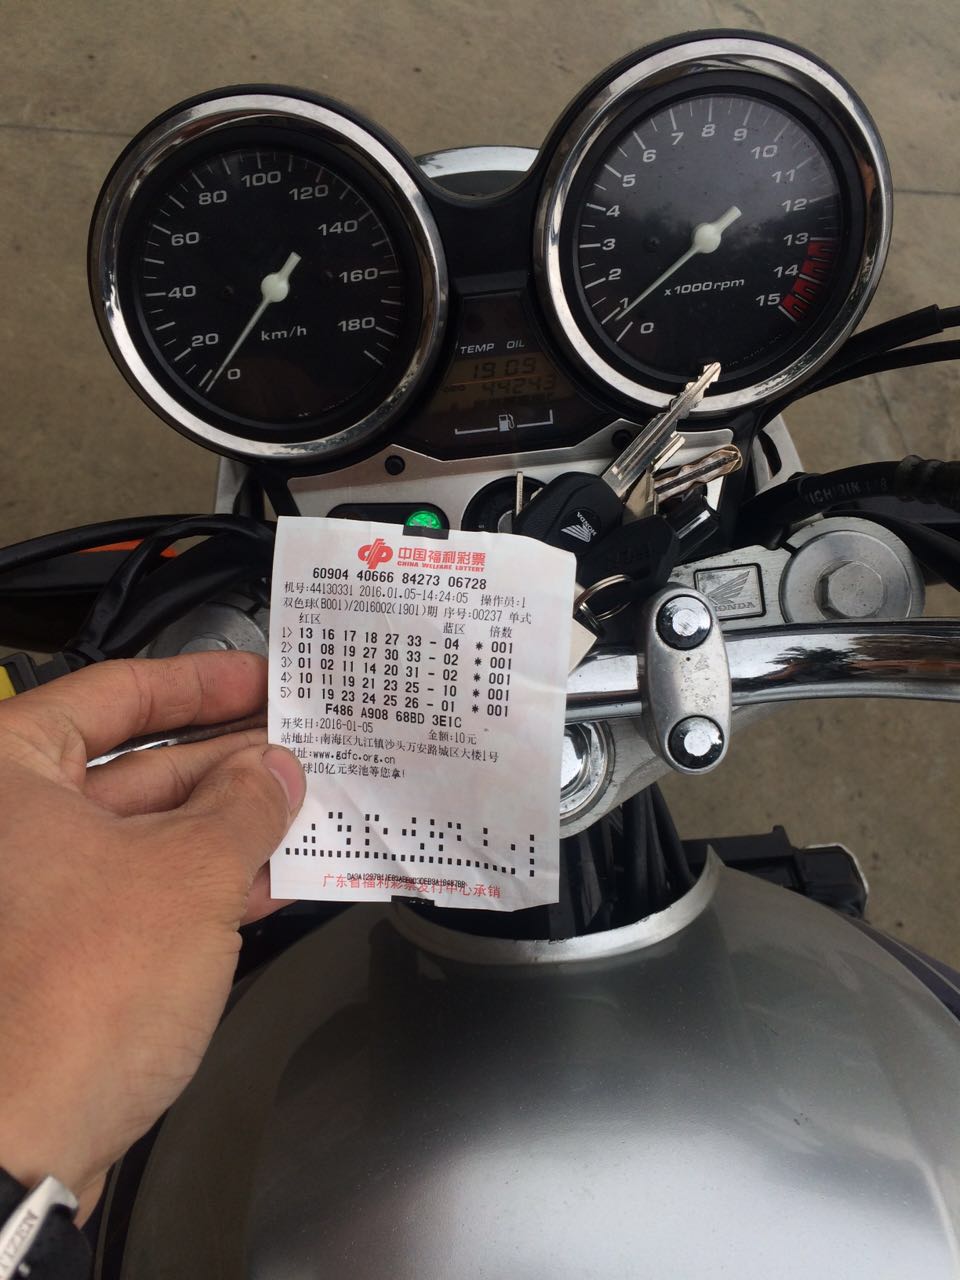 100
80
120
60
140
40
160
20
180
0
km/h
8
7
9
6
10
5
11
4
12
3
13
2
14
1
15
0
x1000rpm
TEMP OIL
19:09
44243
HONDA
HONDA
中国福利彩票
CHINA WELFARE LOTTERY
60904 40666 84273 06728
机号:44130331 2016.01.05-14:24:05 操作员:1
双色球(B001)/2016002(1901)期 序号:00237 单式
红区 蓝区 倍数
1> 13 16 17 18 27 33 - 04 * 001
2> 01 08 19 27 30 33 - 02 * 001
3> 01 02 11 14 20 31 - 02 * 001
4> 10 11 19 21 23 25 - 10 * 001
5> 01 19 23 24 25 26 - 01 * 001
F486 A908 68BD 3E1C
开奖日:2016-01-05 金额:10元
站地址:南海区九江镇沙头万安路城区大楼1号
址:www.gdfc.org.cn
球10亿元奖池等您拿!
广东省福利彩票发行中心承销